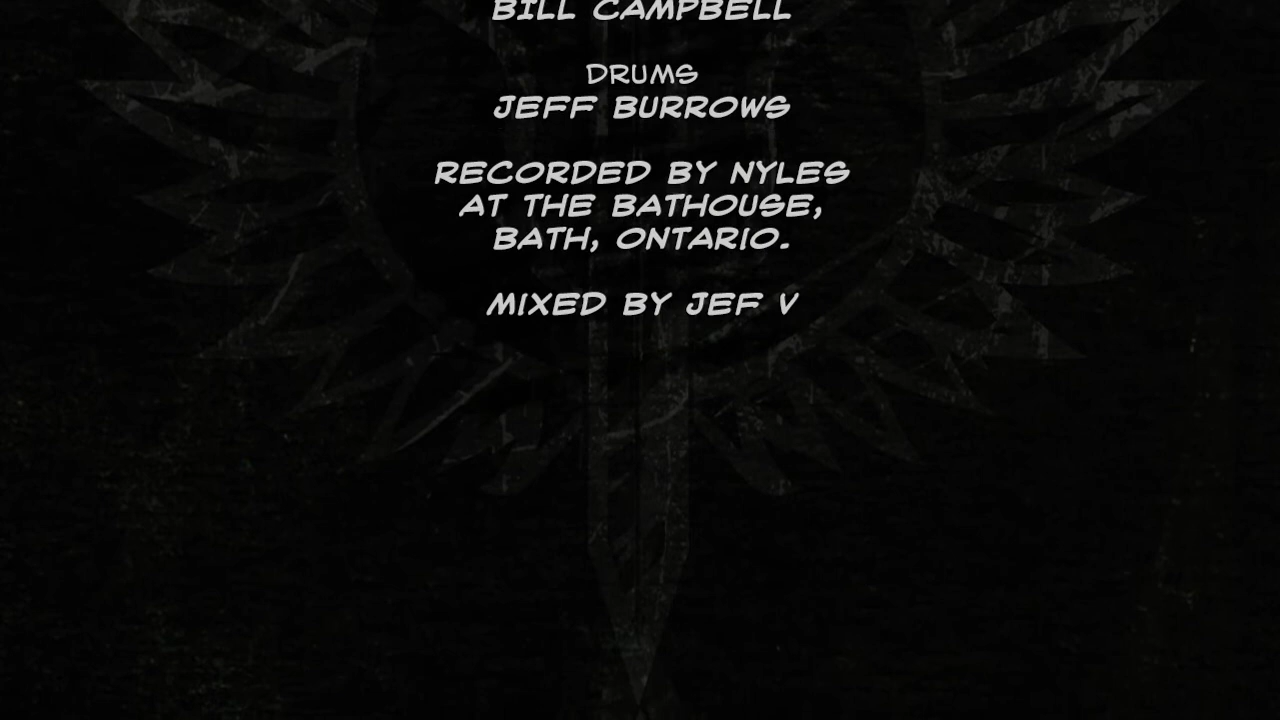 BILL CAMPBELL
DRUMS
JEFF BURROWS
RECORDED BY NYLES
AT THE BATHOUSE,
BATH, ONTARIO.
MIXED BY JEF V